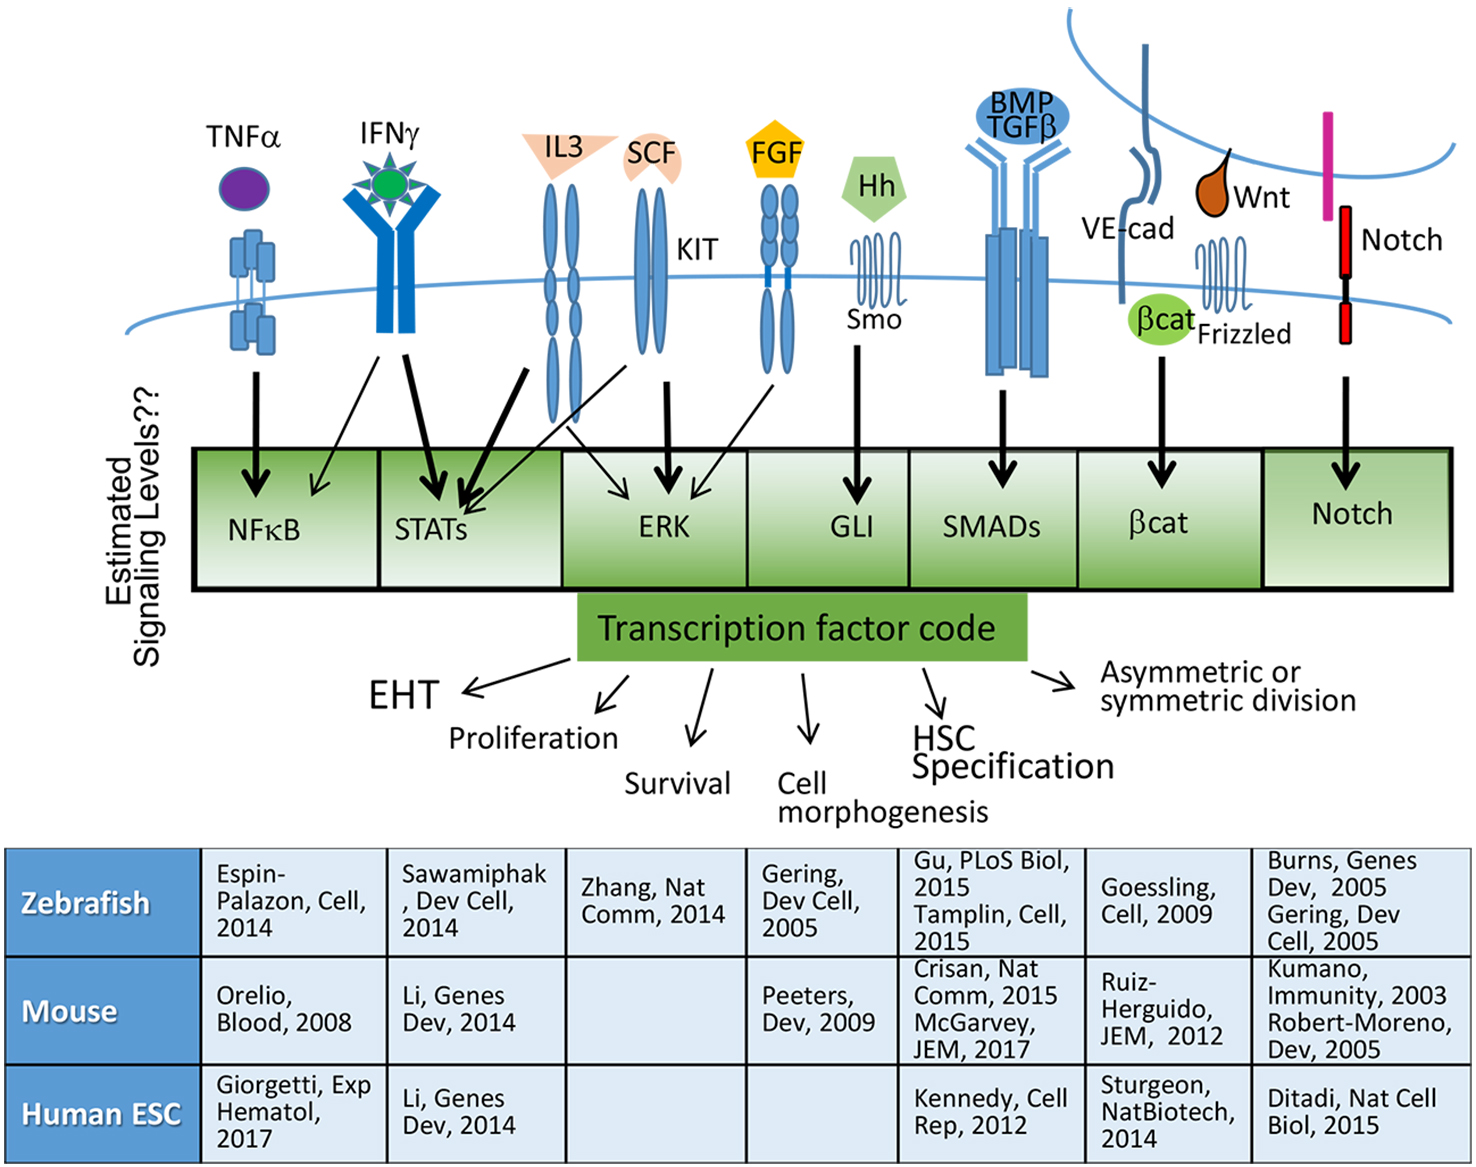 TNFα
IFNγ
IL3
SCF
FGF
Hh
BMP
TGFβ
VE-cad
Wnt
Notch
KIT
Smo
βcat
Frizzled
Estimated
Signaling Levels??
NFκB
STATs
ERK
GLI
SMADs
βcat
Notch
Transcription factor code
EHT
Proliferation
Survival
Cell
morphogenesis
HSC
Specification
Asymmetric or
symmetric division
Zebrafish
Espin-
Palazon, Cell,
2014
Sawamiphak
, Dev Cell,
2014
Zhang, Nat
Comm, 2014
Gering,
Dev Cell,
2005
Gu, PLoS Biol,
2015
Tamplin, Cell,
2015
Goessling,
Cell, 2009
Burns, Genes
Dev, 2005
Gering, Dev
Cell, 2005
Mouse
Orelio,
Blood, 2008
Li, Genes
Dev, 2014
Peeters,
Dev, 2009
Crisan, Nat
Comm, 2015
McGarvey,
JEM, 2017
Ruiz-
Herguido,
JEM, 2012
Kumano,
Immunity, 2003
Robert-Moreno,
Dev, 2005
Human ESC
Giorgetti, Exp
Hematol,
2017
Li, Genes
Dev, 2014
Kennedy, Cell
Rep, 2012
Sturgeon,
NatBiotech,
2014
Ditadi, Nat Cell
Biol, 2015